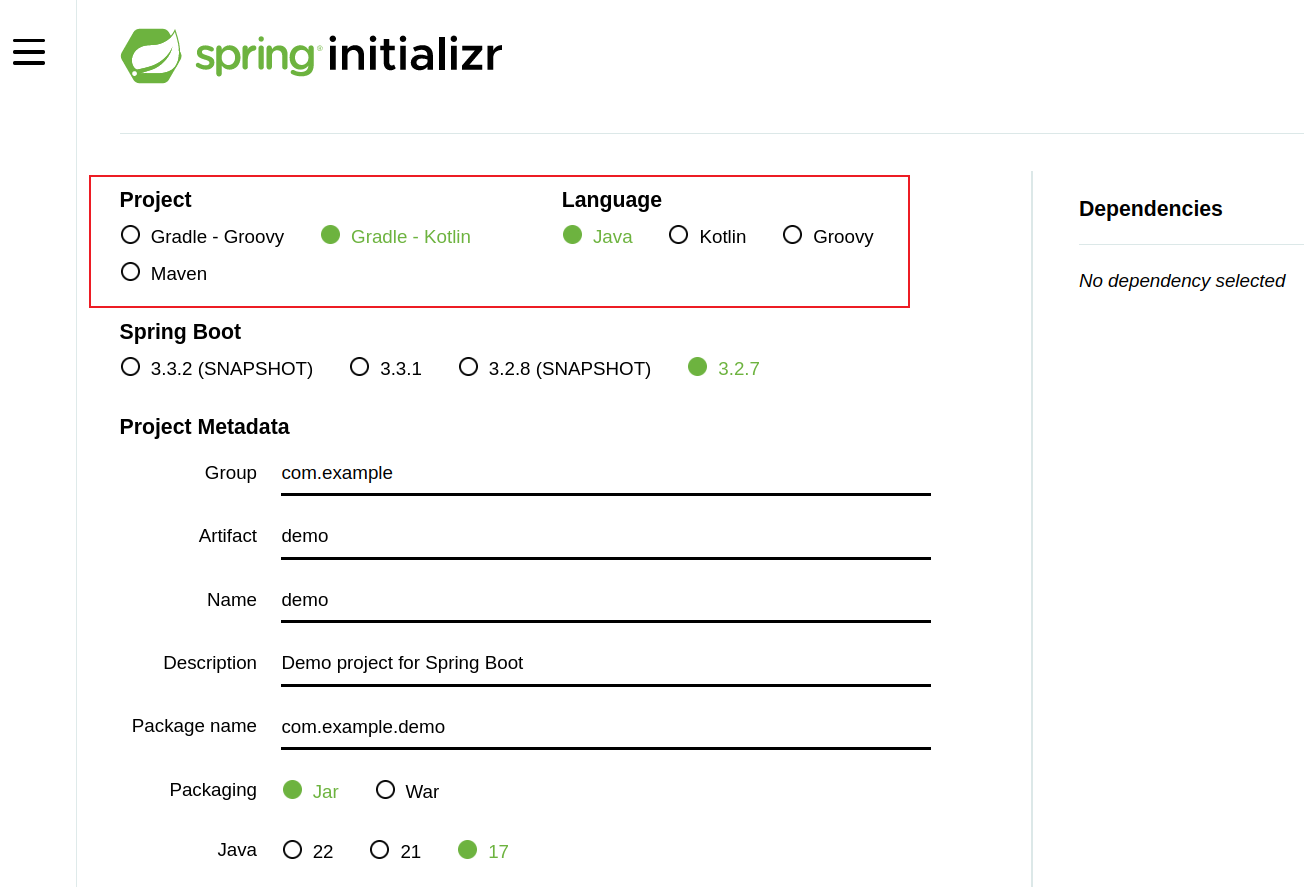 spring initializr
Project
Gradle - Groovy Gradle - Kotlin
Maven
Language
Java Kotlin Groovy
Spring Boot
3.3.2 (SNAPSHOT) 3.3.1 3.2.8 (SNAPSHOT) 3.2.7
Project Metadata
Group com.example
Artifact demo
Name demo
Description Demo project for Spring Boot
Package name com.example.demo
Packaging Jar War
Java 22 21 17
Dependencies
No dependency selected